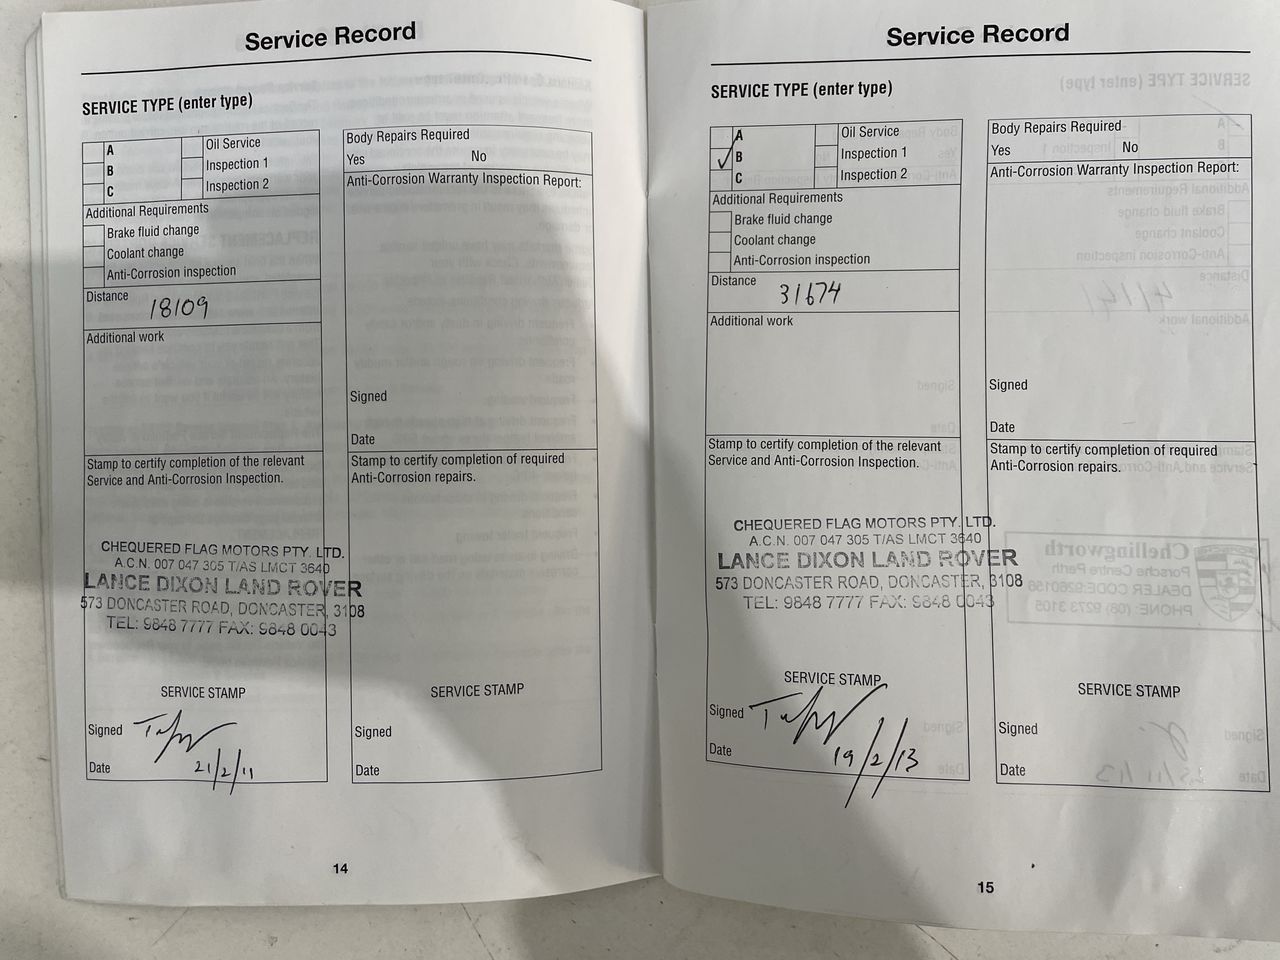 Service Record
SERVICE TYPE (enter type)
A
B
C
Oil Service
Inspection 1
Inspection 2
Additional Requirements
Brake fluid change
Coolant change
Anti-Corrosion inspection
Distance
18109
Additional work
Stamp to certify completion of the relevant
Service and Anti-Corrosion Inspection.
CHEQUERED FLAG MOTORS PTY. LTD.
A.C.N. 007 047 305 T/AS LMCT 3640
LANCE DIXON LAND ROVER
573 DONCASTER ROAD, DONCASTER, 3108
TEL: 9848 7777 FAX: 9848 0043
SERVICE STAMP
Signed
Date 21/2/11
Body Repairs Required
Yes No
Anti-Corrosion Warranty Inspection Report:
Signed
Date
Stamp to certify completion of required
Anti-Corrosion repairs.
SERVICE STAMP
Signed
Date
14
Service Record
SERVICE TYPE (enter type)
A
B
C
Oil Service
Inspection 1
Inspection 2
Additional Requirements
Brake fluid change
Coolant change
Anti-Corrosion inspection
Distance
31674
Additional work
Stamp to certify completion of the relevant
Service and Anti-Corrosion Inspection.
CHEQUERED FLAG MOTORS PTY. LTD.
A.C.N. 007 047 305 T/AS LMCT 3640
LANCE DIXON LAND ROVER
573 DONCASTER ROAD, DONCASTER, 3108
TEL: 9848 7777 FAX: 9848 0043
SERVICE STAMP
Signed
Date 19/2/13
Body Repairs Required
Yes No
Anti-Corrosion Warranty Inspection Report:
Signed
Date
Stamp to certify completion of required
Anti-Corrosion repairs.
SERVICE STAMP
Signed
Date
15